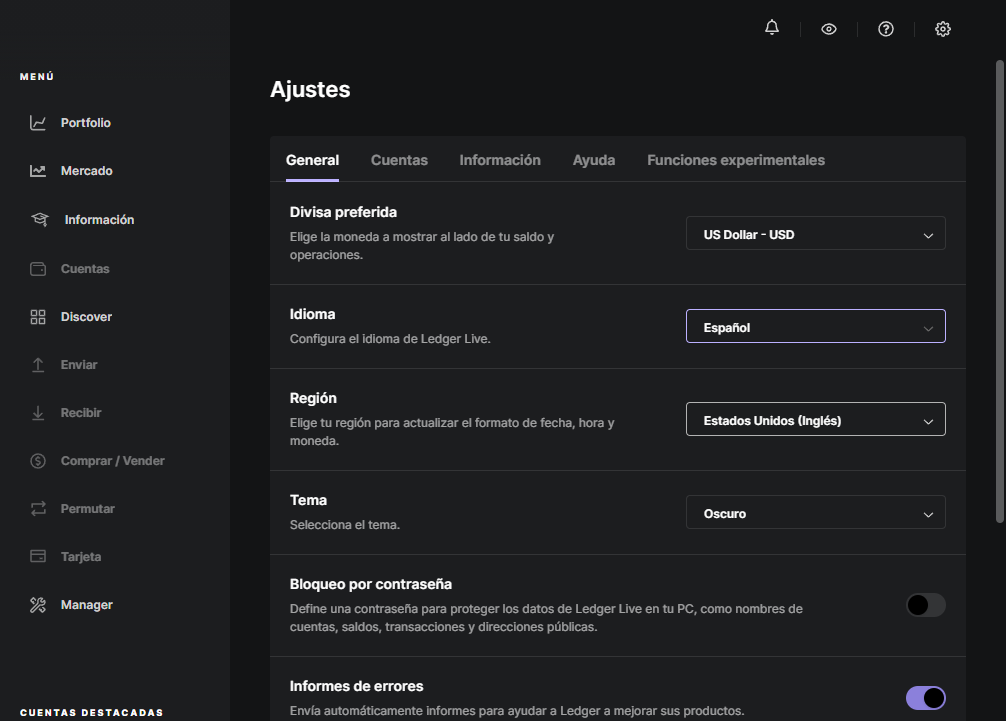 MENÚ
Portfolio
Mercado
Información
Cuentas
Discover
Enviar
Recibir
Comprar / Vender
Permutar
Tarjeta
Manager
CUENTAS DESTACADAS
Ajustes
General Cuentas Información Ayuda Funciones experimentales
Divisa preferida
Elige la moneda a mostrar al lado de tu saldo y
operaciones.
US Dollar - USD
Idioma
Configura el idioma de Ledger Live.
Español
Región
Elige tu región para actualizar el formato de fecha, hora y
moneda.
Estados Unidos (Inglés)
Tema
Selecciona el tema.
Oscuro
Bloqueo por contraseña
Define una contraseña para proteger los datos de Ledger Live en tu PC, como nombres de
cuentas, saldos, transacciones y direcciones públicas.
Informes de errores
Envía automáticamente informes para ayudar a Ledger a mejorar sus productos.